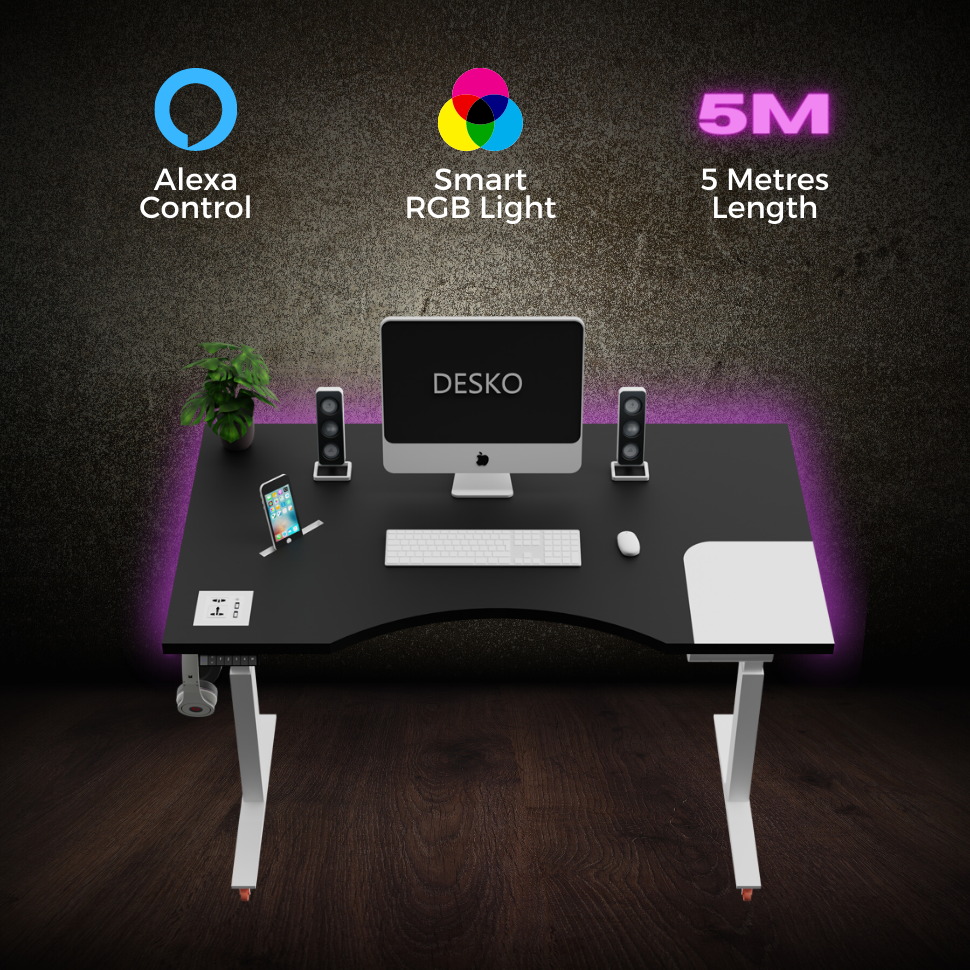 5M
Alexa
Control
Smart
RGB Light
5 Metres
Length
DESKO